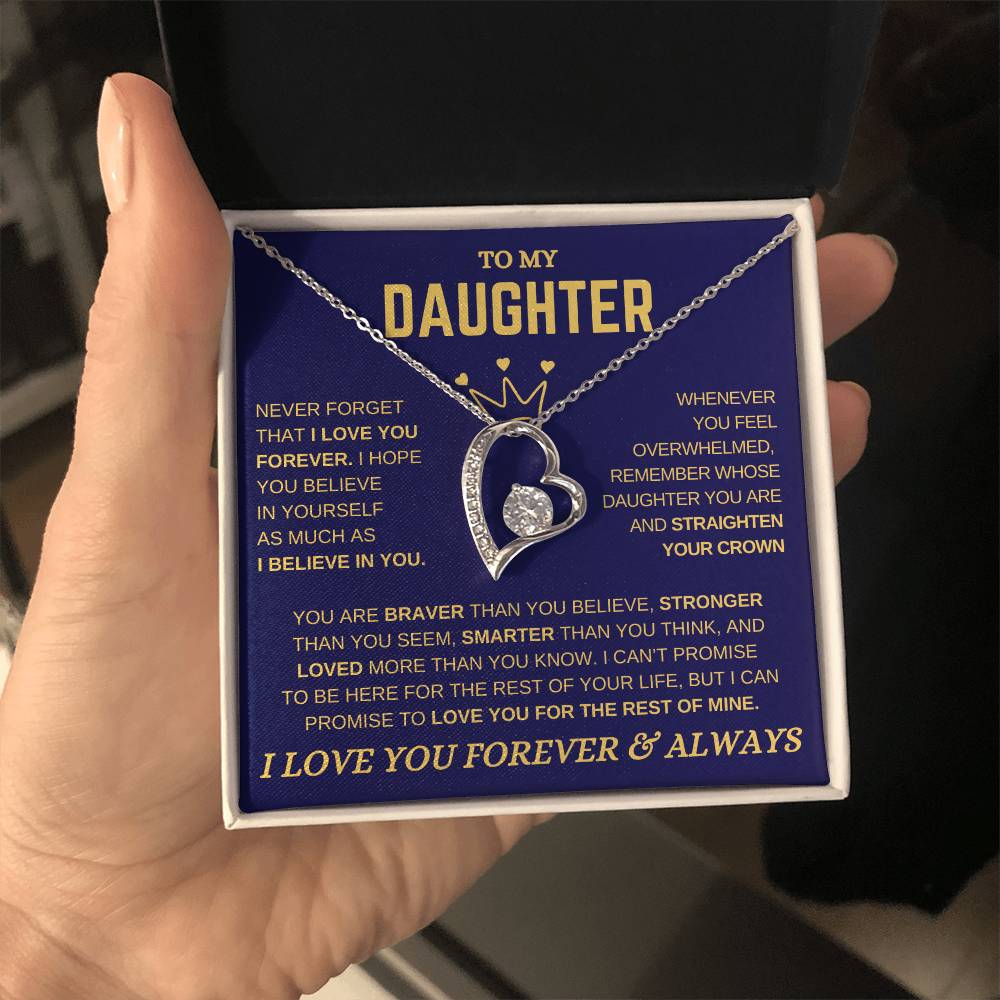 TO MY
DAUGHTER
NEVER FORGET
THAT I LOVE YOU
FOREVER. I HOPE
YOU BELIEVE
IN YOURSELF
AS MUCH AS
I BELIEVE IN YOU.
WHENEVER
YOU FEEL
OVERWHELMED,
REMEMBER WHOSE
DAUGHTER YOU ARE
AND STRAIGHTEN
YOUR CROWN
YOU ARE BRAVER THAN YOU BELIEVE, STRONGER
THAN YOU SEEM, SMARTER THAN YOU THINK, AND
LOVED MORE THAN YOU KNOW. I CAN'T PROMISE
TO BE HERE FOR THE REST OF YOUR LIFE, BUT I CAN
PROMISE TO LOVE YOU FOR THE REST OF MINE.
I LOVE YOU FOREVER & ALWAYS